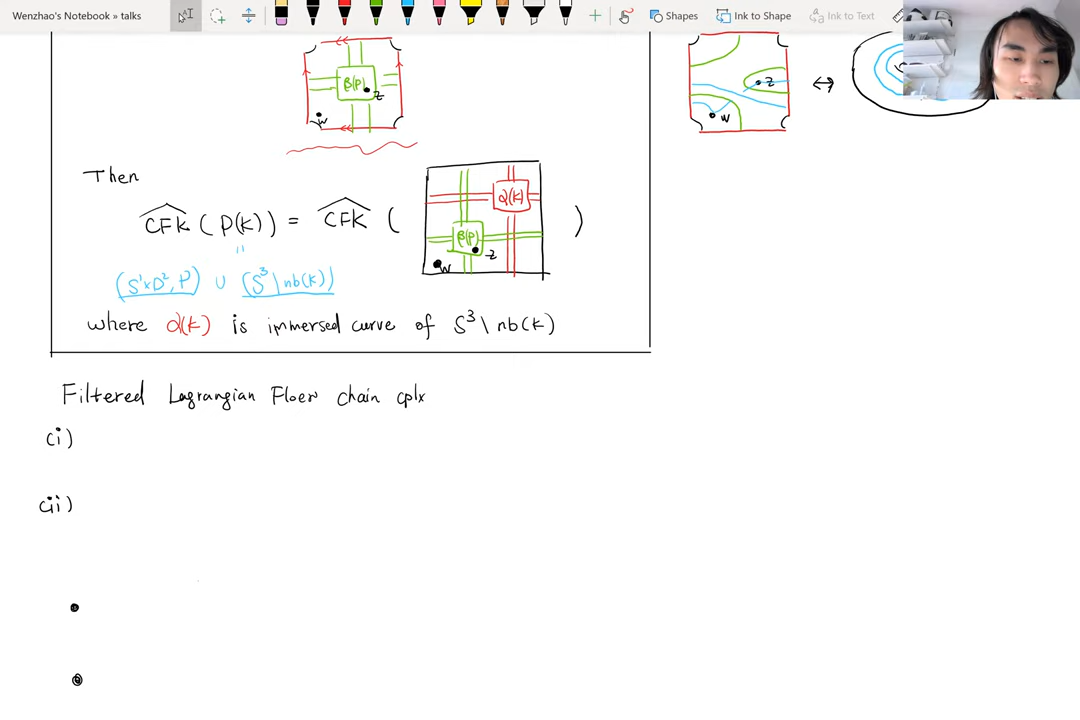 Wenzhao's Notebook » talks
Shapes
Ink to Shape
Ink to Text
β(P)
z
w
z
w
Then
CFK ( P(K) ) = CFK ( )
α(K)
β(P)
z
w
(S¹×D², P) ∪ (S³\nb(K))
where α(K) is immersed curve of S³\nb(K)
Filtered Lagrangian Floer chain cplx
(i)
(ii)